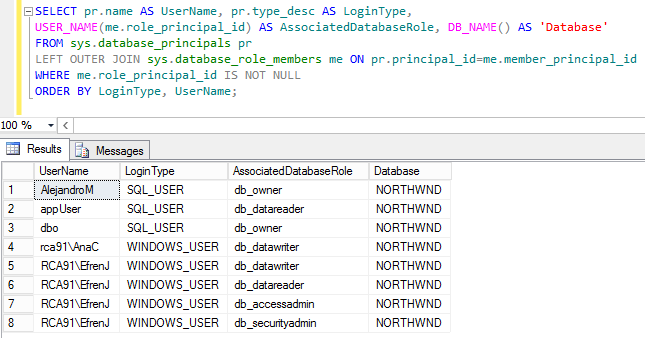 SELECT pr.name AS UserName, pr.type_desc AS LoginType,
USER_NAME(me.role_principal_id) AS AssociatedDatabaseRole, DB_NAME() AS 'Database'
FROM sys.database_principals pr
LEFT OUTER JOIN sys.database_role_members me ON pr.principal_id=me.member_principal_id
WHERE me.role_principal_id IS NOT NULL
ORDER BY LoginType, UserName;
100 %
Results Messages
UserName LoginType AssociatedDatabaseRole Database
1 AlejandroM SQL_USER db_owner NORTHWND
2 appUser SQL_USER db_datareader NORTHWND
3 dbo SQL_USER db_owner NORTHWND
4 rca91\AnaC WINDOWS_USER db_datawriter NORTHWND
5 RCA91\EfrenJ WINDOWS_USER db_datawriter NORTHWND
6 RCA91\EfrenJ WINDOWS_USER db_datareader NORTHWND
7 RCA91\EfrenJ WINDOWS_USER db_accessadmin NORTHWND
8 RCA91\EfrenJ WINDOWS_USER db_securityadmin NORTHWND